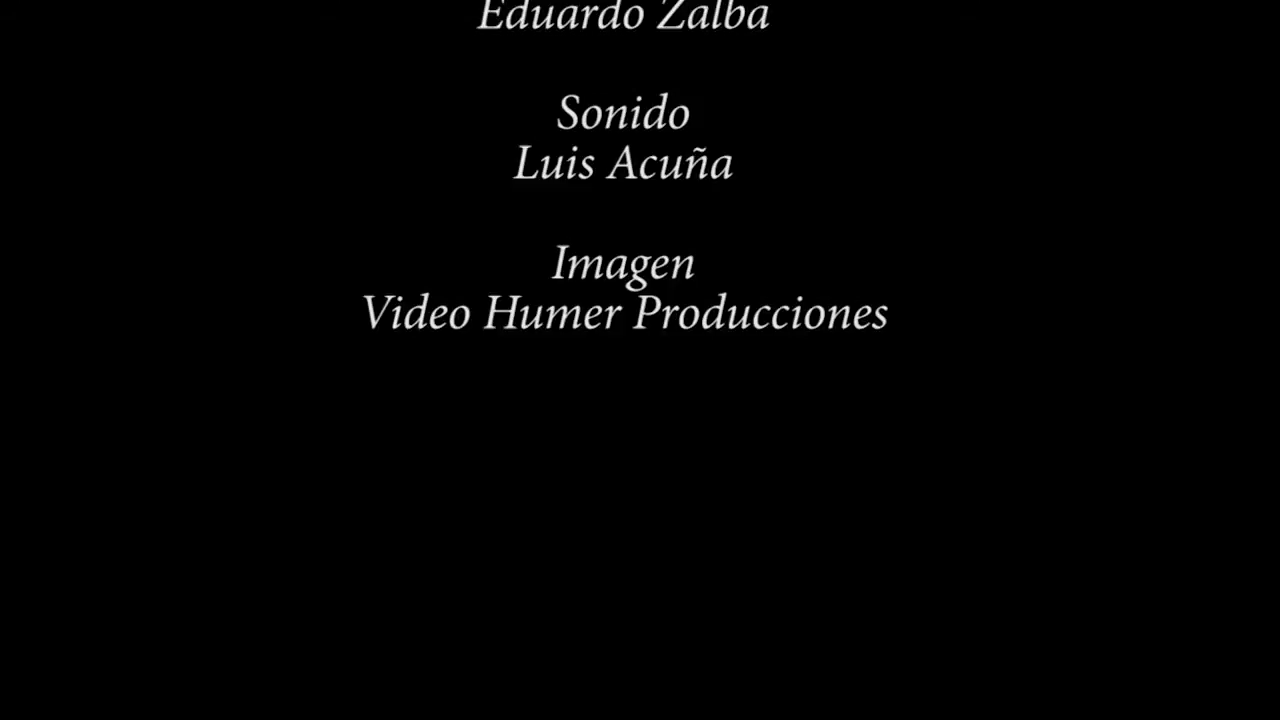 Eduardo Zalba
Sonido
Luis Acuña
Imagen
Video Humer Producciones